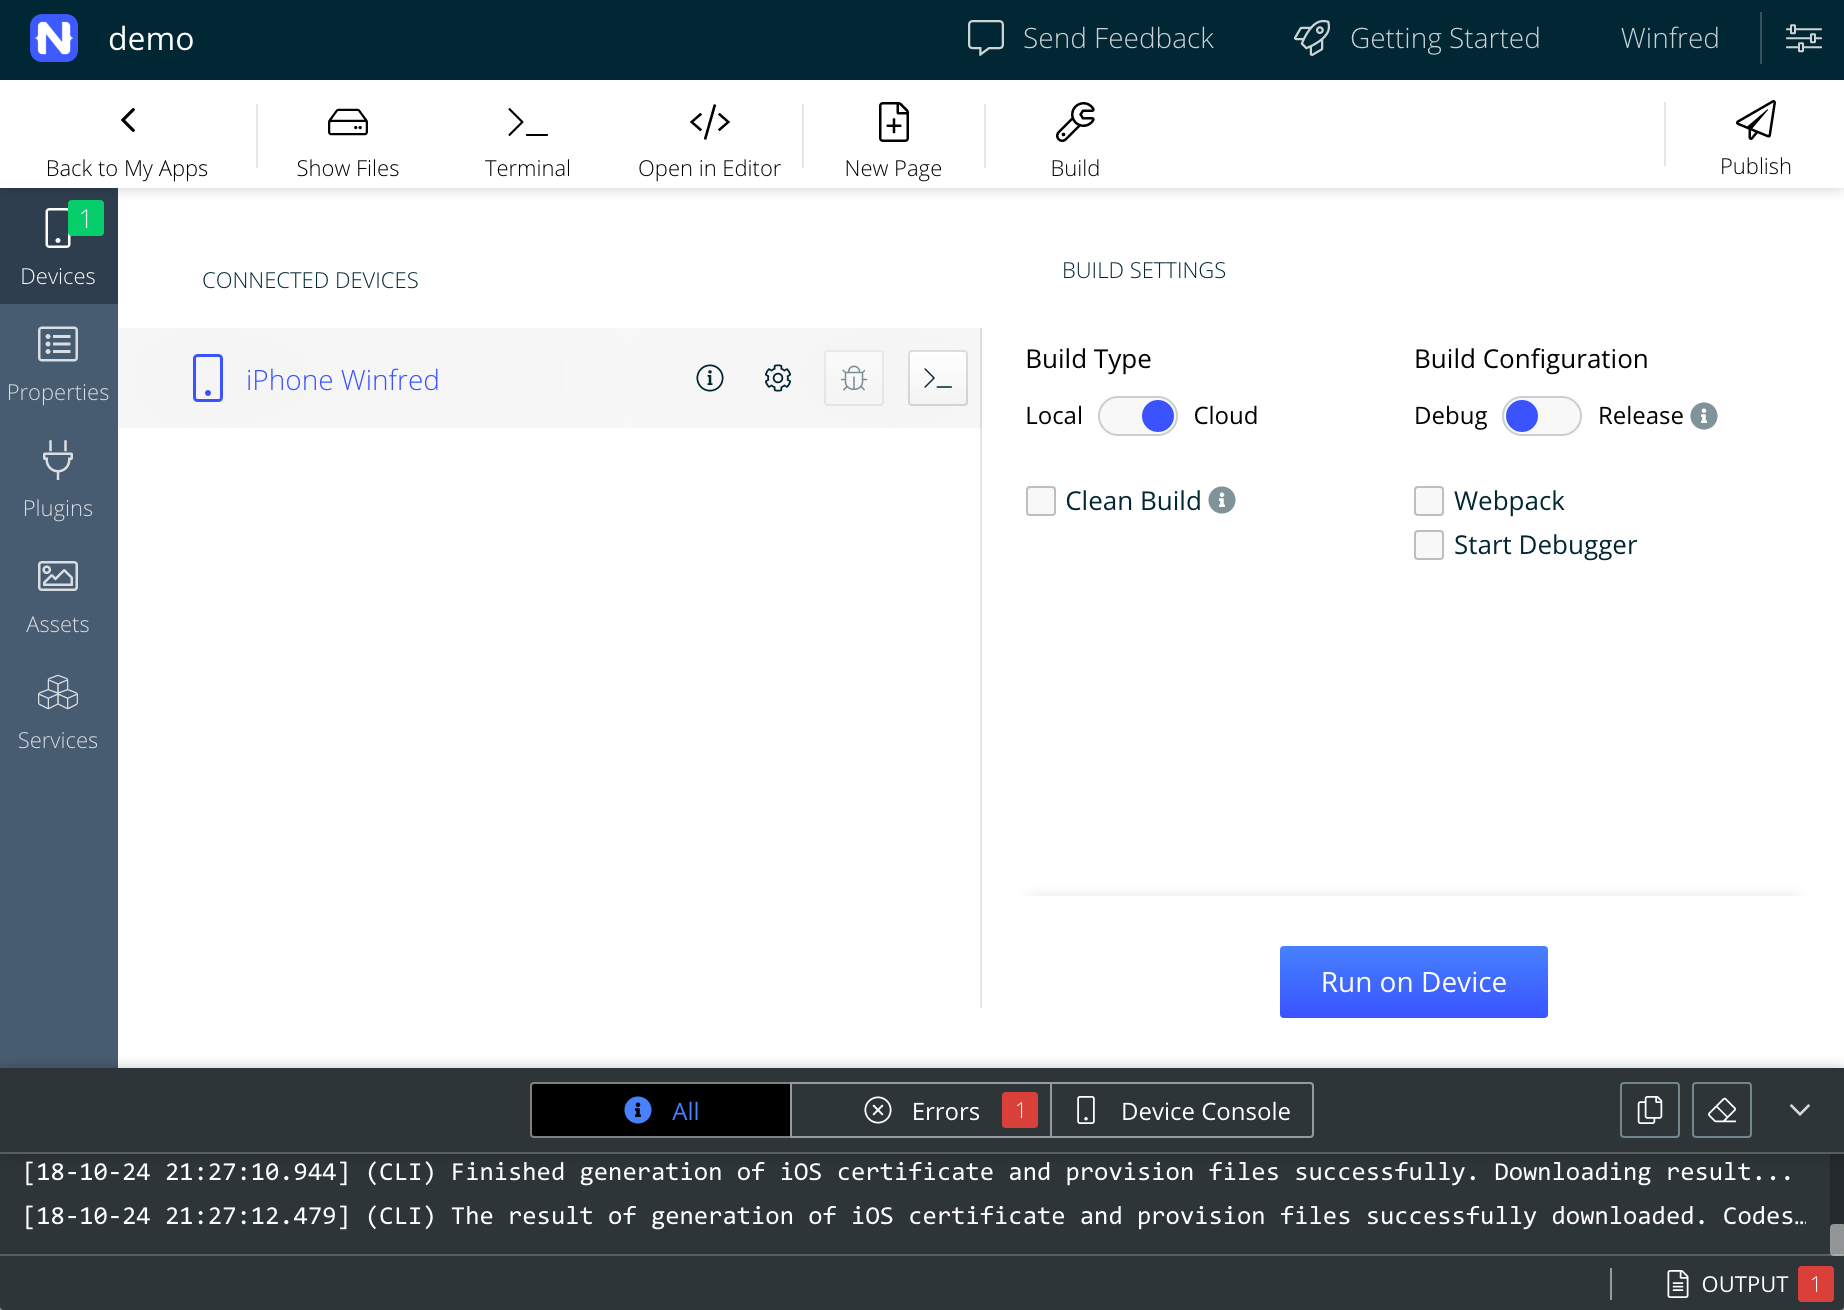 N demo Send Feedback Getting Started Winfred
Back to My Apps Show Files Terminal Open in Editor New Page Build Publish
1
Devices
Properties
Plugins
Assets
Services
CONNECTED DEVICES
iPhone Winfred
BUILD SETTINGS
Build Type Build Configuration
Local Cloud Debug Release
Clean Build Webpack
Start Debugger
Run on Device
All Errors 1 Device Console
[18-10-24 21:27:10.944] (CLI) Finished generation of iOS certificate and provision files successfully. Downloading result...
[18-10-24 21:27:12.479] (CLI) The result of generation of iOS certificate and provision files successfully downloaded. Codes…
OUTPUT 1